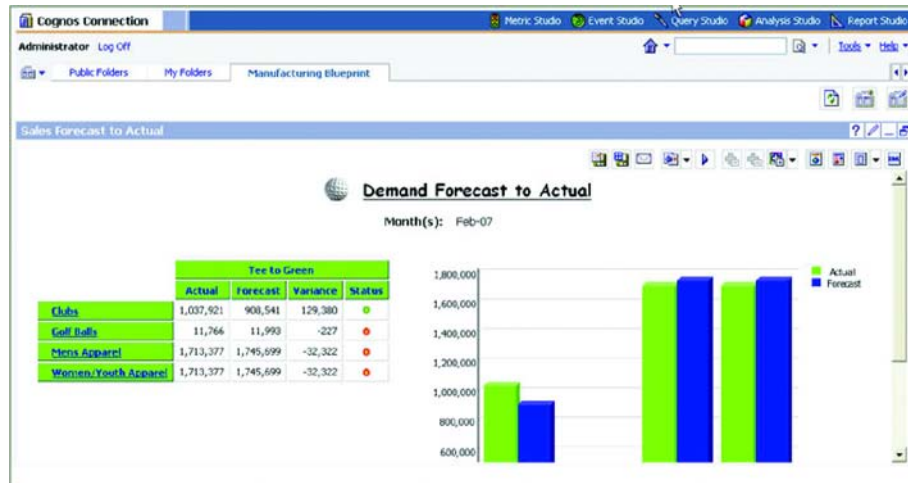 Cognos Connection
Metric Studio Event Studio Query Studio Analysis Studio Report Studio
Administrator Log Off
Tools Help
Public Folders My Folders Manufacturing Blueprint
Sales Forecast to Actual
Demand Forecast to Actual
Month(s): Feb-07
Tee to Green
Actual Forecast Variance Status
Clubs 1,037,921 908,541 129,380
Golf Balls 11,766 11,993 -227
Mens Apparel 1,713,377 1,745,699 -32,322
Women/Youth Apparel 1,713,377 1,745,699 -32,322
1,800,000
1,600,000
1,400,000
1,200,000
1,000,000
800,000
600,000
Actual
Forecast